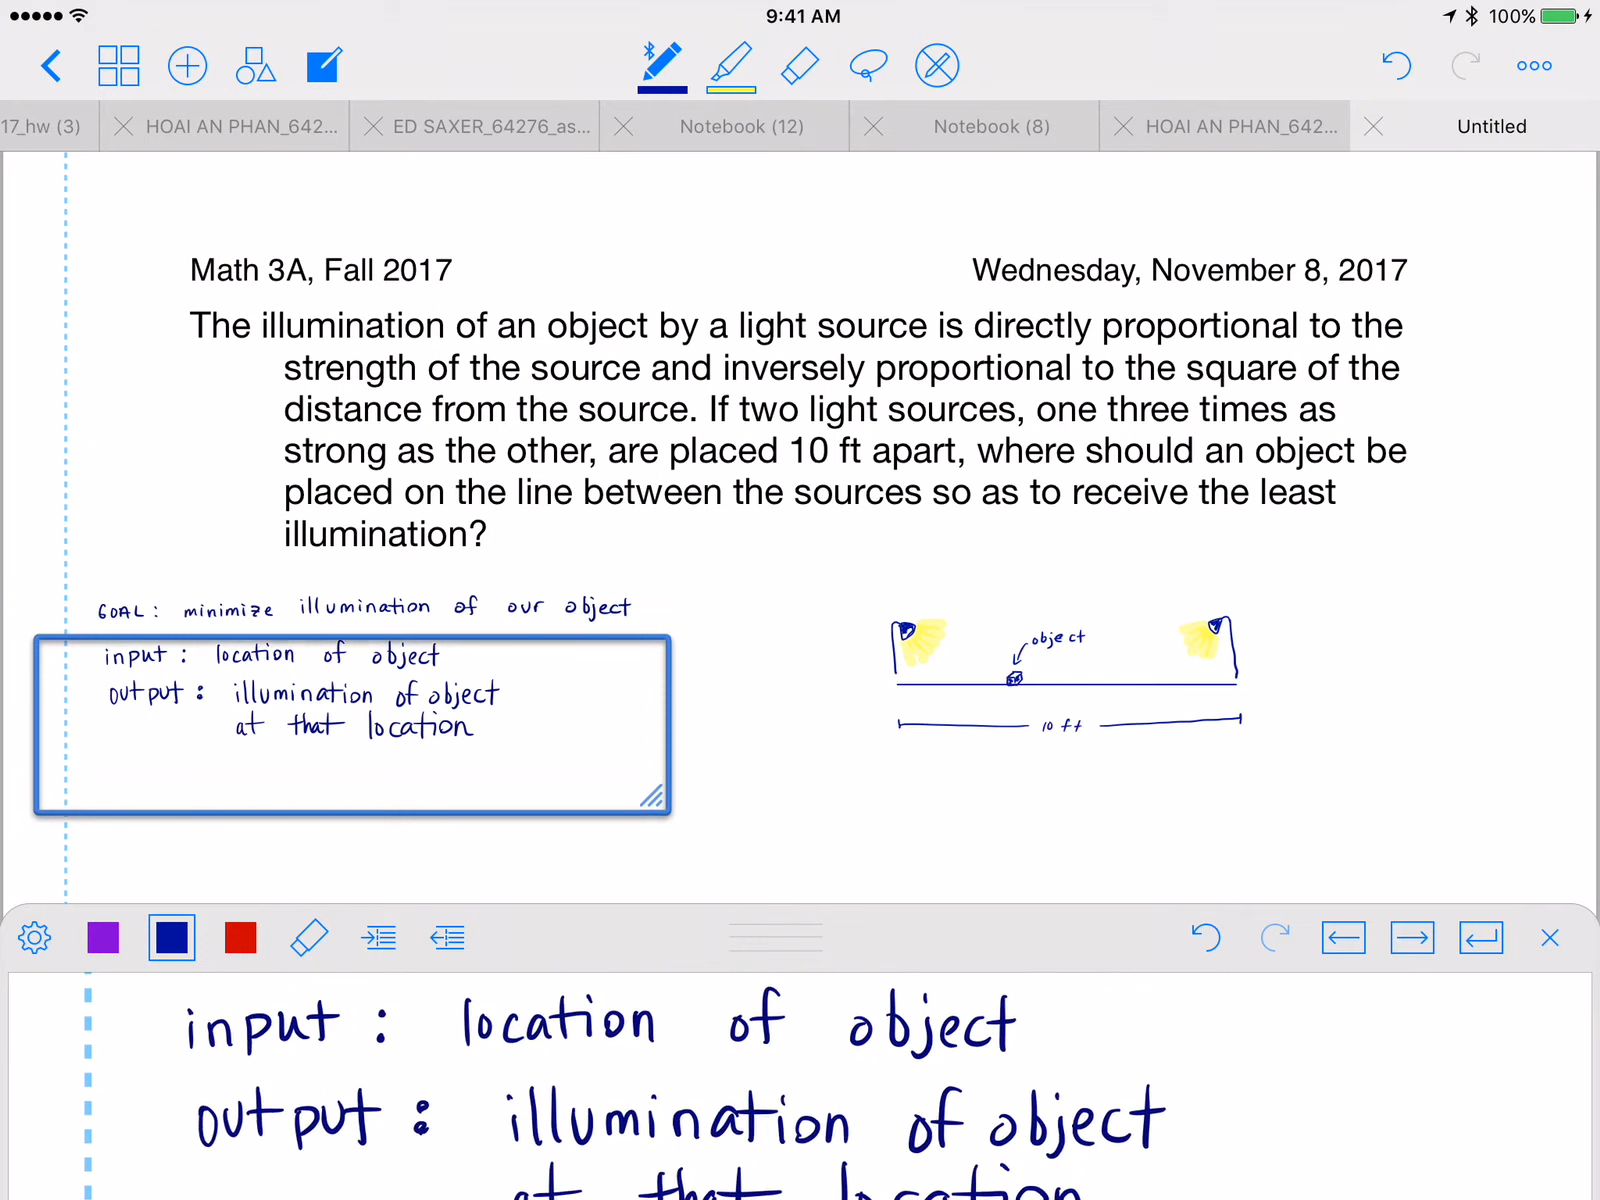 9:41 AM
100%
17_hw (3)
HOAI AN PHAN_642...
ED SAXER_64276_as...
Notebook (12)
Notebook (8)
HOAI AN PHAN_642...
Untitled
Math 3A, Fall 2017
Wednesday, November 8, 2017
The illumination of an object by a light source is directly proportional to the
strength of the source and inversely proportional to the square of the
distance from the source. If two light sources, one three times as
strong as the other, are placed 10 ft apart, where should an object be
placed on the line between the sources so as to receive the least
illumination?
GOAL: minimize illumination of our object
input: location of object
output: illumination of object
at that location
object
10 ft
input: location of object
output: illumination of object
at that location